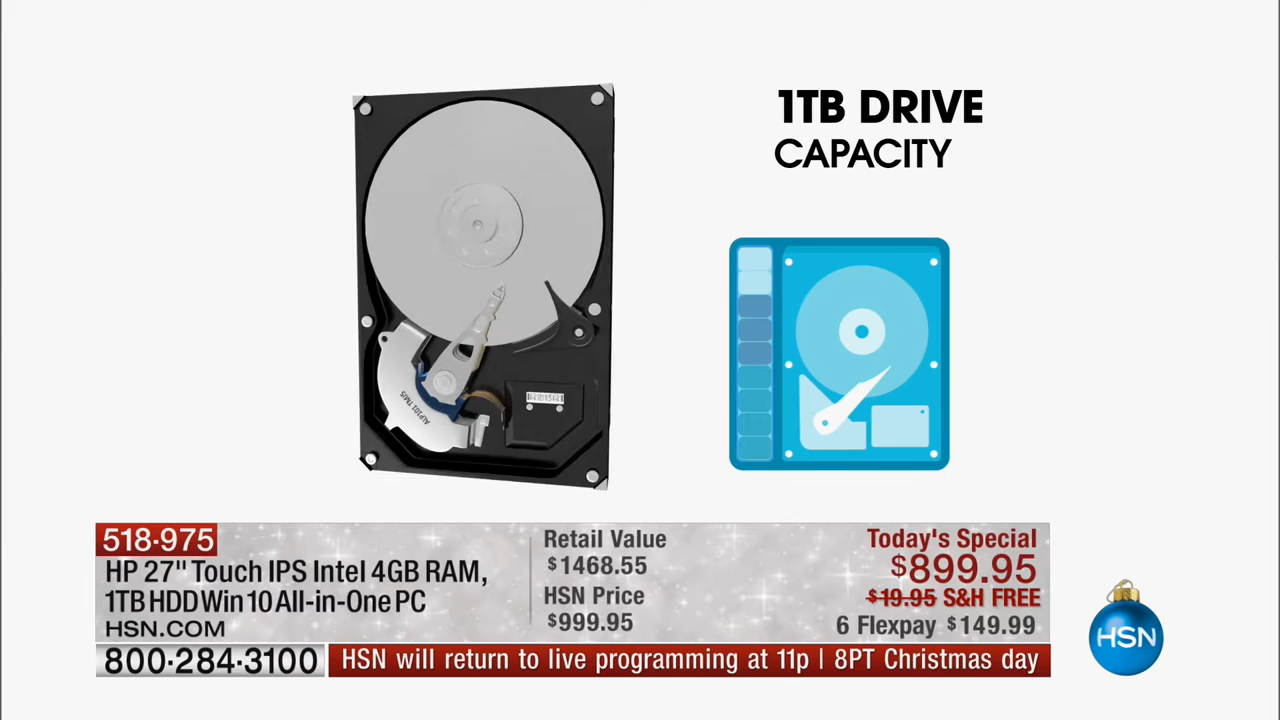 1TB DRIVE
CAPACITY
AIP101 TMI5
518-975
HP 27" Touch IPS Intel 4GB RAM,
1TB HDD Win 10 All-in-One PC
HSN.COM
Retail Value
$1468.55
HSN Price
$999.95
Today's Special
$899.95
$19.95 S&H FREE
6 Flexpay $149.99
800-284-3100
HSN will return to live programming at 11p | 8PT Christmas day
HSN